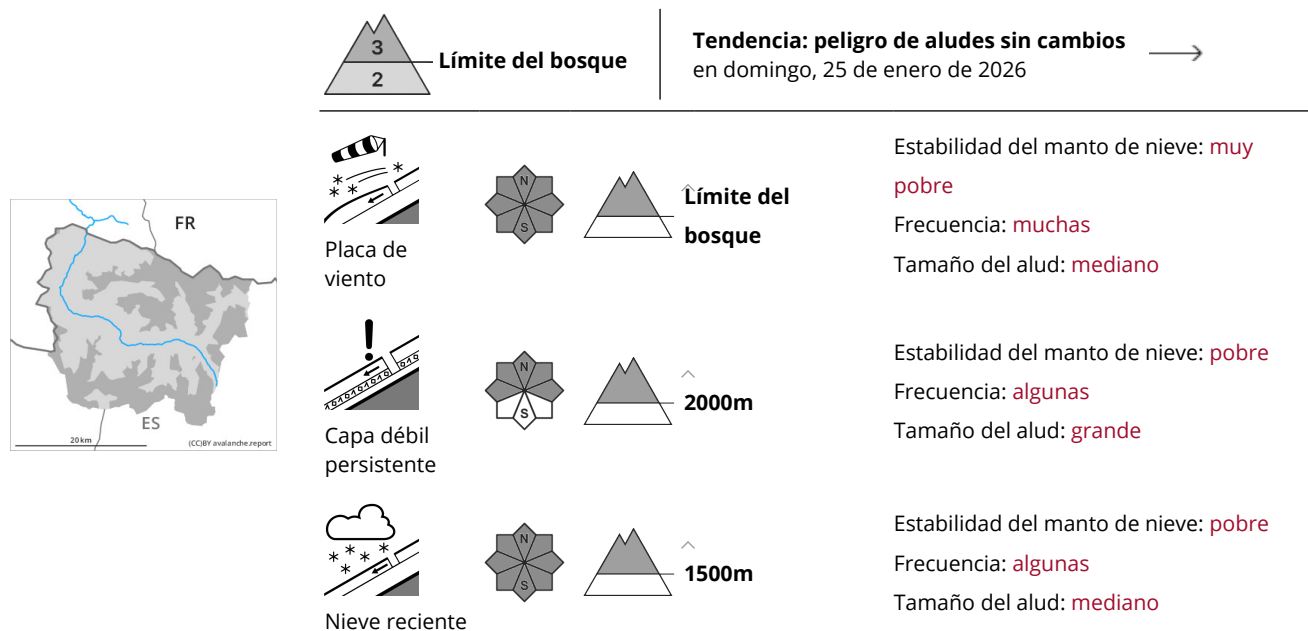 3
2
Límite del bosque
Tendencia: peligro de aludes sin cambios
en domingo, 25 de enero de 2026
FR
ES
20 km
(CC)BY avalanche.report
N
S
Placa de
viento
Límite del
bosque
Estabilidad del manto de nieve: muy
pobre
Frecuencia: muchas
Tamaño del alud: mediano
N
S
Capa débil
persistente
2000m
Estabilidad del manto de nieve: pobre
Frecuencia: algunas
Tamaño del alud: grande
N
S
Nieve reciente
1500m
Estabilidad del manto de nieve: pobre
Frecuencia: algunas
Tamaño del alud: mediano